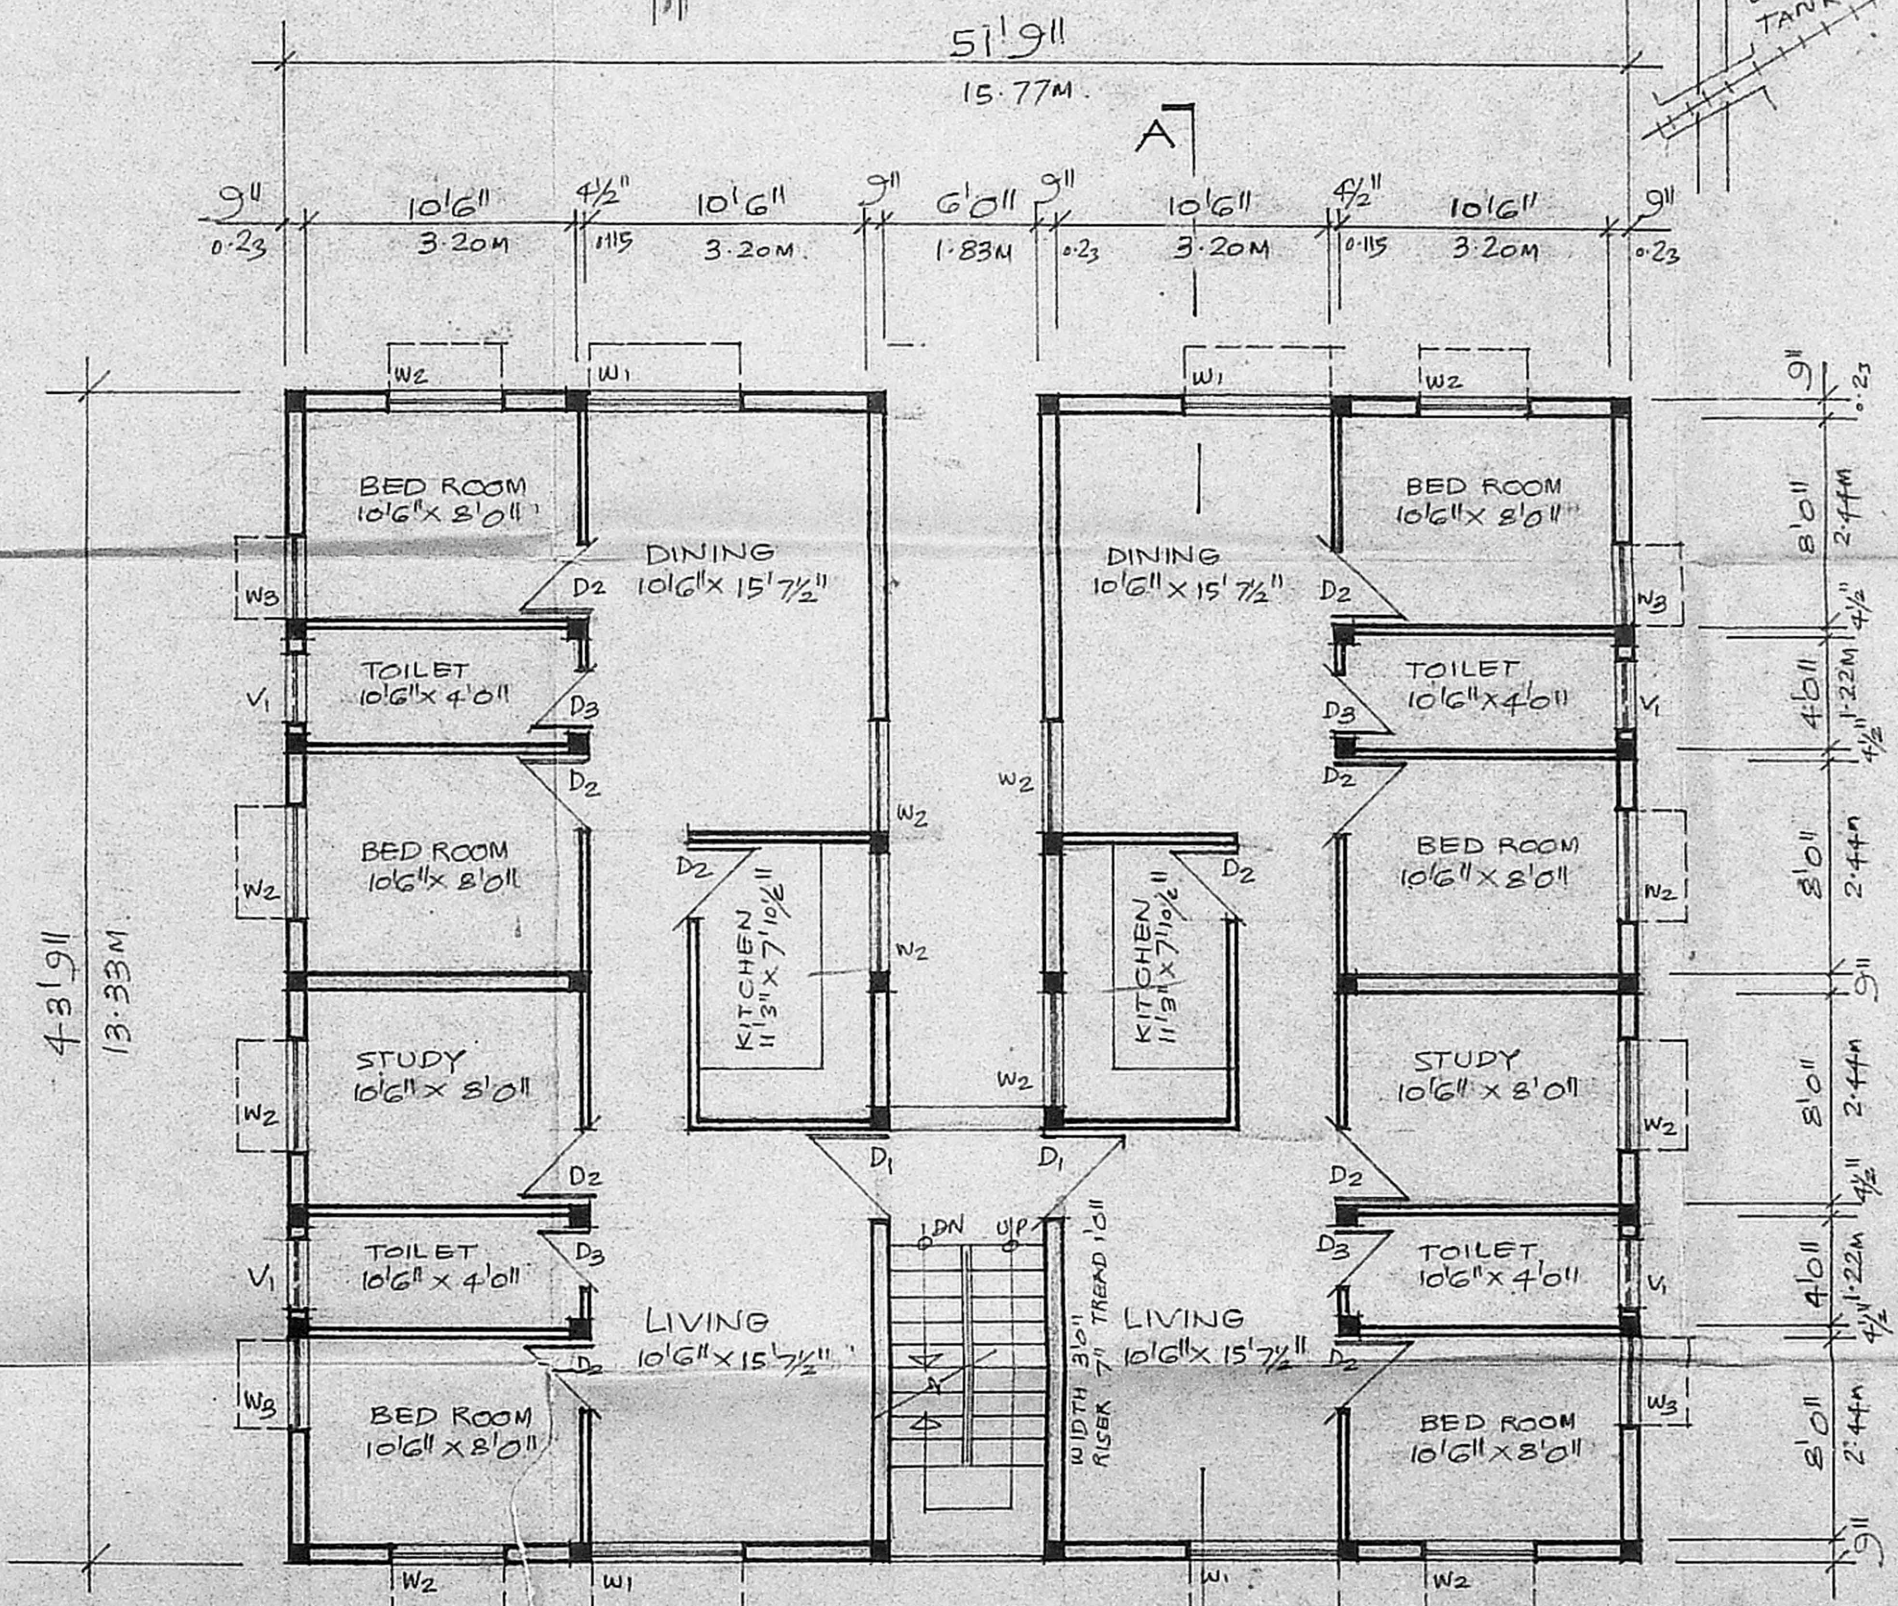 TANK
51'9"
15.77M.
A
9" 10'6" 4½" 10'6" 9" 6'0" 9" 10'6" 4½" 10'6" 9"
0.23 3.20M 0.115 3.20M. 1.83M 0.23 3.20M 0.115 3.20M 0.23
W2 W1 W1 W2
9"
0.23
BED ROOM
10'6" X 8'0"
BED ROOM
10'6" X 8'0"
8'0"
2.44M
DINING
10'6" X 15'7½"
DINING
10'6" X 15'7½"
W3 D2 D2 W3
4½"
TOILET
10'6" X 4'0"
TOILET
10'6" X 4'0"
V1 D3 D3 V1
4'0"
1.22M
4½"
D2 W2 D2
W2
BED ROOM
10'6" X 8'0"
BED ROOM
10'6" X 8'0"
D2 D2
W2 W2
8'0"
2.44M
KITCHEN
11'3" X 7'10½"
KITCHEN
11'3" X 7'10½"
W2
43'9"
13.33M.
9"
STUDY
10'6" X 8'0"
STUDY
10'6" X 8'0"
W2 W2 W2
8'0"
2.44M
D1 D1
D2 D2
4½"
DN UP
TOILET
10'6" X 4'0"
TOILET
10'6" X 4'0"
V1 D3 D3 V1
4'0"
1.22M
4½"
WIDTH 3'0"
RISER 7" TREAD 1'0"
LIVING
10'6" X 15'7½"
LIVING
10'6" X 15'7½"
D2 D2
W3 W3
BED ROOM
10'6" X 8'0"
BED ROOM
10'6" X 8'0"
8'0"
2.44M
9"
W2 W1 W1 W2